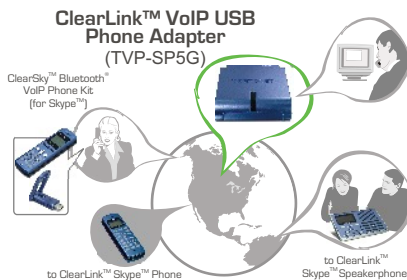 ClearLink™ VoIP USB
Phone Adapter
(TVP-SP5G)
ClearSky™ Bluetooth®
VoIP Phone Kit
(for Skype™)
to ClearLink™ Skype™ Phone
to ClearLink™
Skype™ Speakerphone